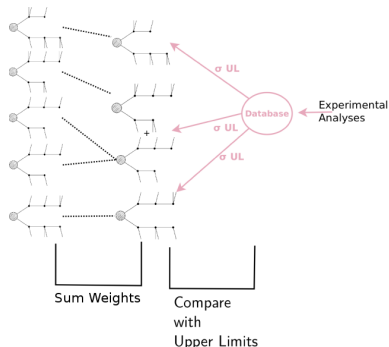 σ UL
Database
Experimental
Analyses
σ UL
+
σ UL
Sum Weights
Compare
with
Upper Limits